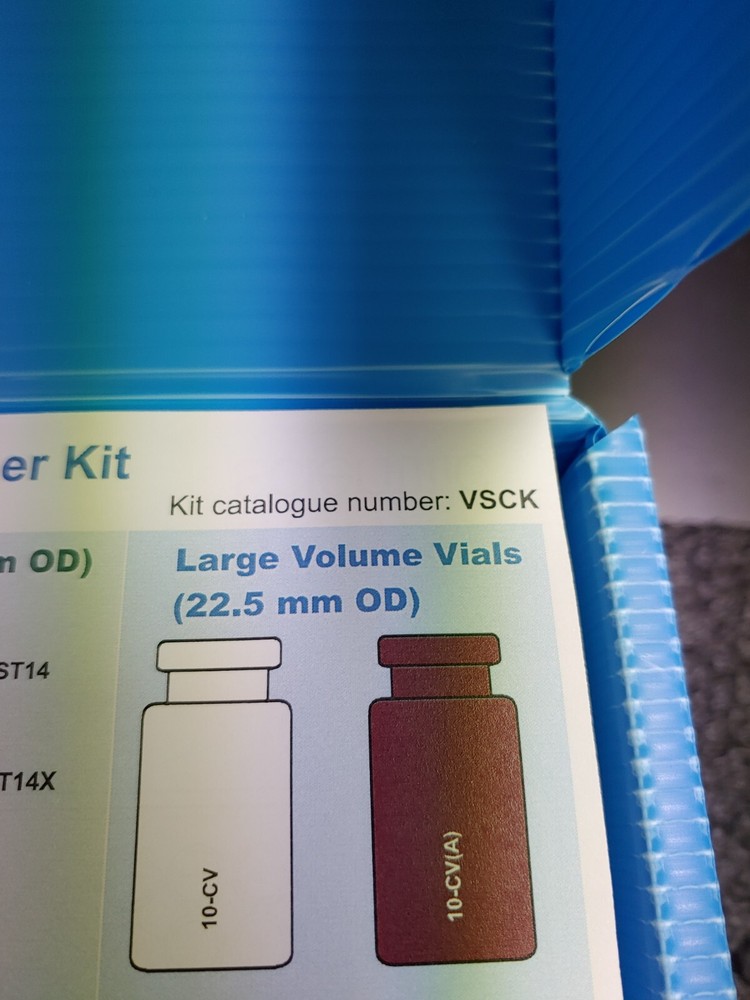 er Kit
Kit catalogue number: VSCK
m OD)
ST14
T14X
Large Volume Vials
(22.5 mm OD)
10-CV
10-CV(A)